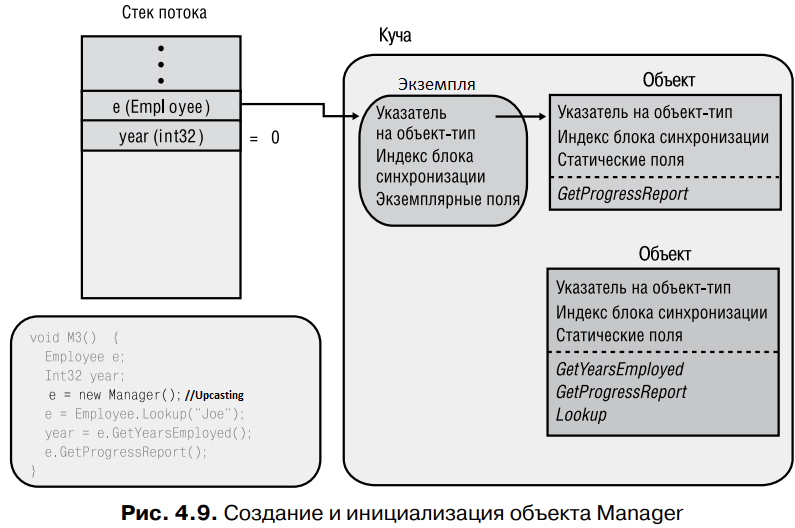 Стек потока
e (Empl oyee)
year (int32)
= 0
Куча
Экземпля
Указатель
на объект-тип
Индекс блока
синхронизации
Экземплярные поля
Объект
Указатель на объект-тип
Индекс блока синхронизации
Статические поля
GetProgressReport
Объект
Указатель на объект-тип
Индекс блока синхронизации
Статические поля
GetYearsEmployed
GetProgressReport
Lookup
void M3() {
Employee e;
Int32 year;
e = new Manager(); //Upcasting
e = Employee.Lookup("Joe");
year = e.GetYearsEmployed();
e.GetProgressReport();
}
Рис. 4.9. Создание и инициализация объекта Manager